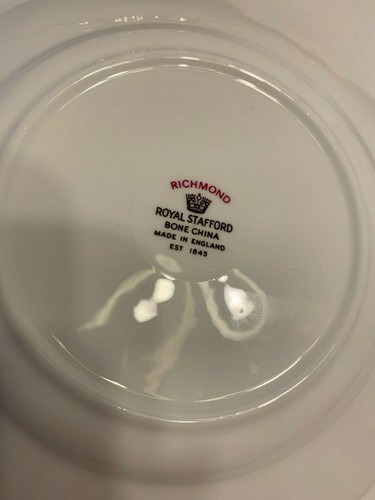 RICHMOND
ROYAL STAFFORD
BONE CHINA
MADE IN ENGLAND
EST 1845